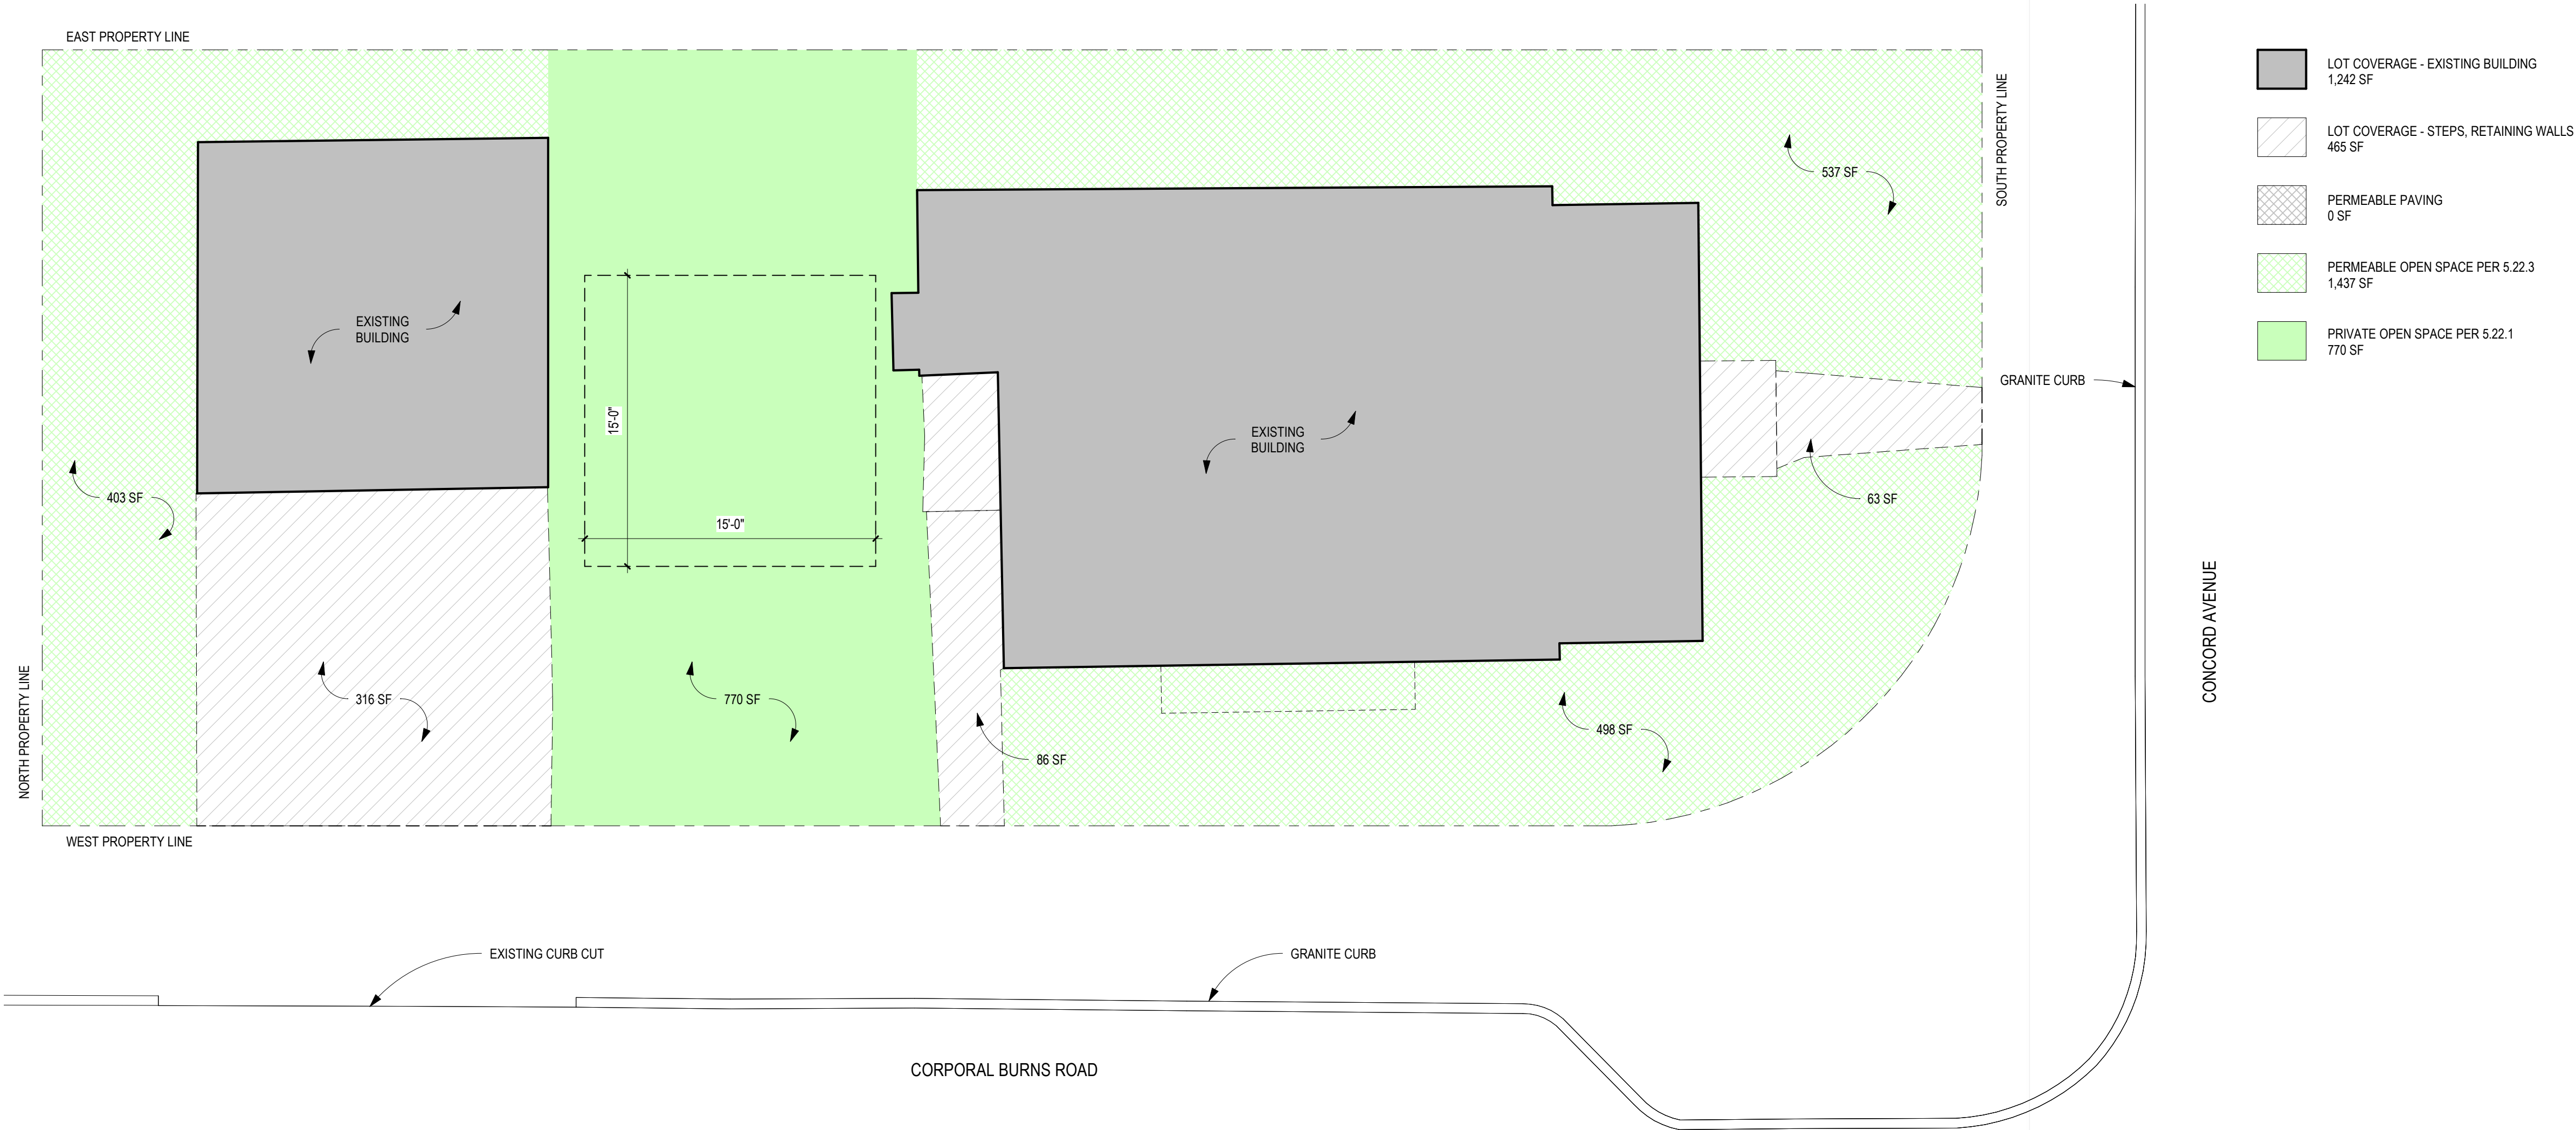 EAST PROPERTY LINE
SOUTH PROPERTY LINE
NORTH PROPERTY LINE
WEST PROPERTY LINE
EXISTING
BUILDING
EXISTING
BUILDING
15'-0"
15'-0"
537 SF
403 SF
316 SF
770 SF
86 SF
498 SF
63 SF
GRANITE CURB
CONCORD AVENUE
EXISTING CURB CUT
GRANITE CURB
CORPORAL BURNS ROAD
LOT COVERAGE - EXISTING BUILDING
1,242 SF
LOT COVERAGE - STEPS, RETAINING WALLS
465 SF
PERMEABLE PAVING
0 SF
PERMEABLE OPEN SPACE PER 5.22.3
1,437 SF
PRIVATE OPEN SPACE PER 5.22.1
770 SF